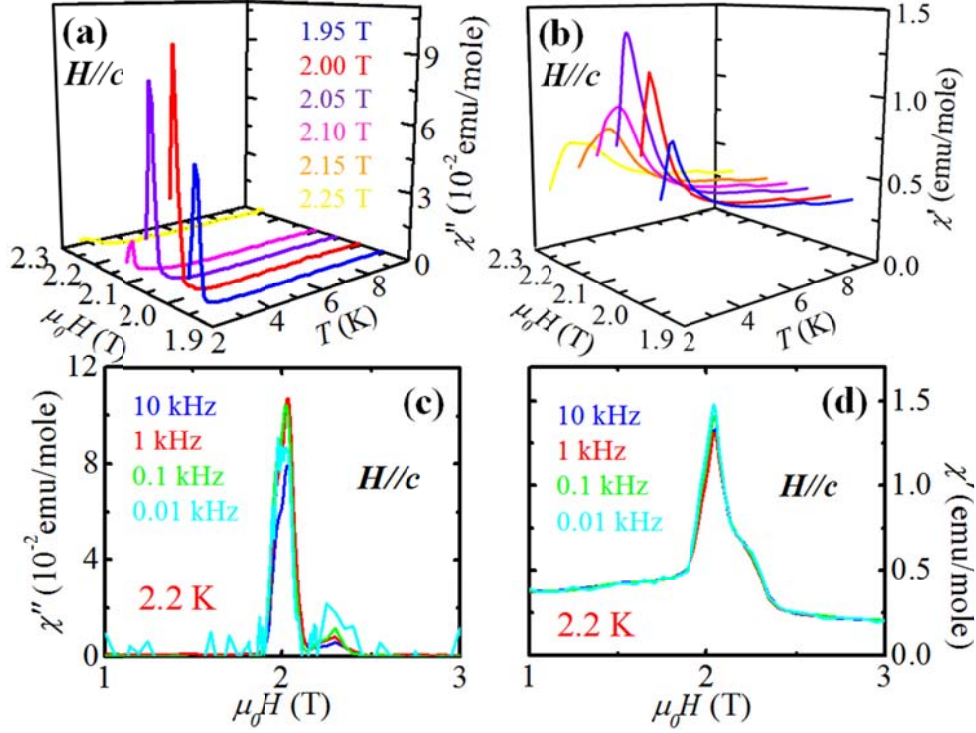 (a)
H//c
1.95 T
2.00 T
2.05 T
2.10 T
2.15 T
2.25 T
9
6
3
0
χ″ (10⁻² emu/mole)
2.3
2.2
2.1
2.0
1.9
μ₀H (T)
2
4
6
8
T (K)
(b)
H//c
1.5
1.0
0.5
0.0
χ′ (emu/mole)
2.3
2.2
2.1
2.0
1.9
μ₀H (T)
2
4
6
8
T (K)
(c)
10 kHz
1 kHz
0.1 kHz
0.01 kHz
H//c
2.2 K
12
8
4
0
χ″ (10⁻² emu/mole)
1
2
3
μ₀H (T)
(d)
10 kHz
1 kHz
0.1 kHz
0.01 kHz
H//c
2.2 K
1.5
1.0
0.5
0.0
χ′ (emu/mole)
1
2
3
μ₀H (T)